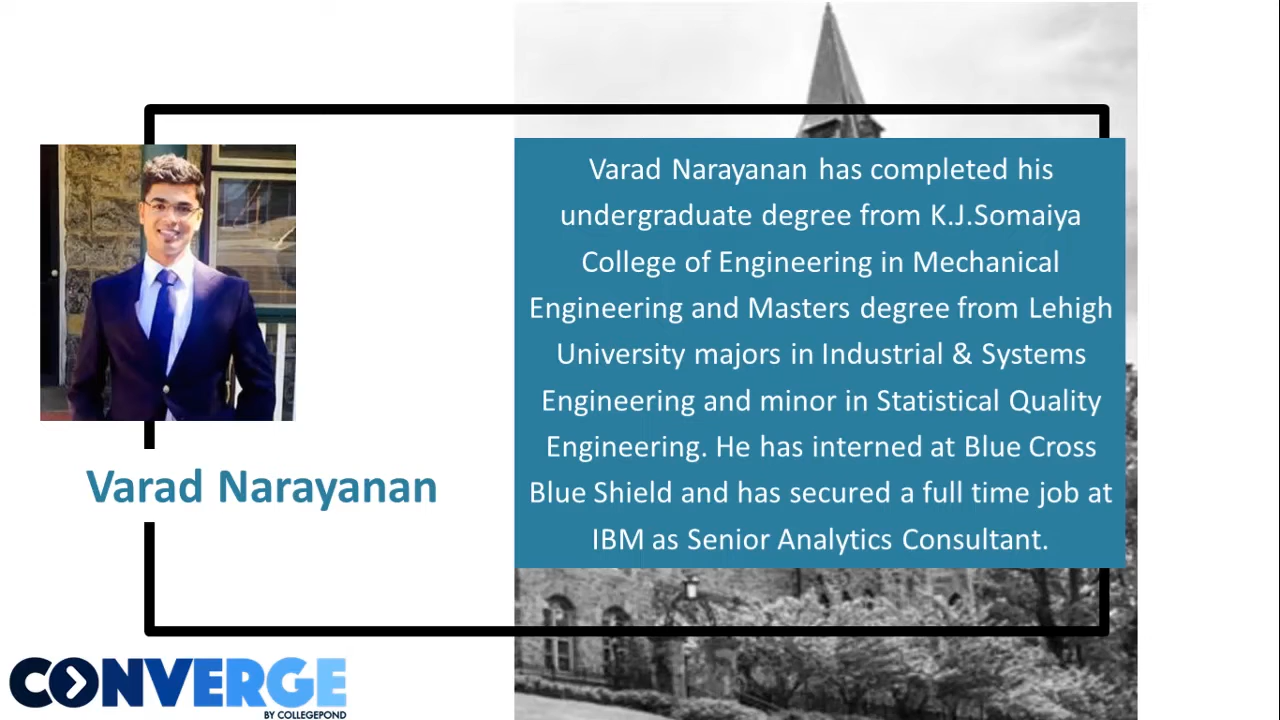 Varad Narayanan has completed his
undergraduate degree from K.J.Somaiya
College of Engineering in Mechanical
Engineering and Masters degree from Lehigh
University majors in Industrial & Systems
Engineering and minor in Statistical Quality
Engineering. He has interned at Blue Cross
Blue Shield and has secured a full time job at
IBM as Senior Analytics Consultant.
Varad Narayanan
CONVERGE
BY COLLEGEPOND